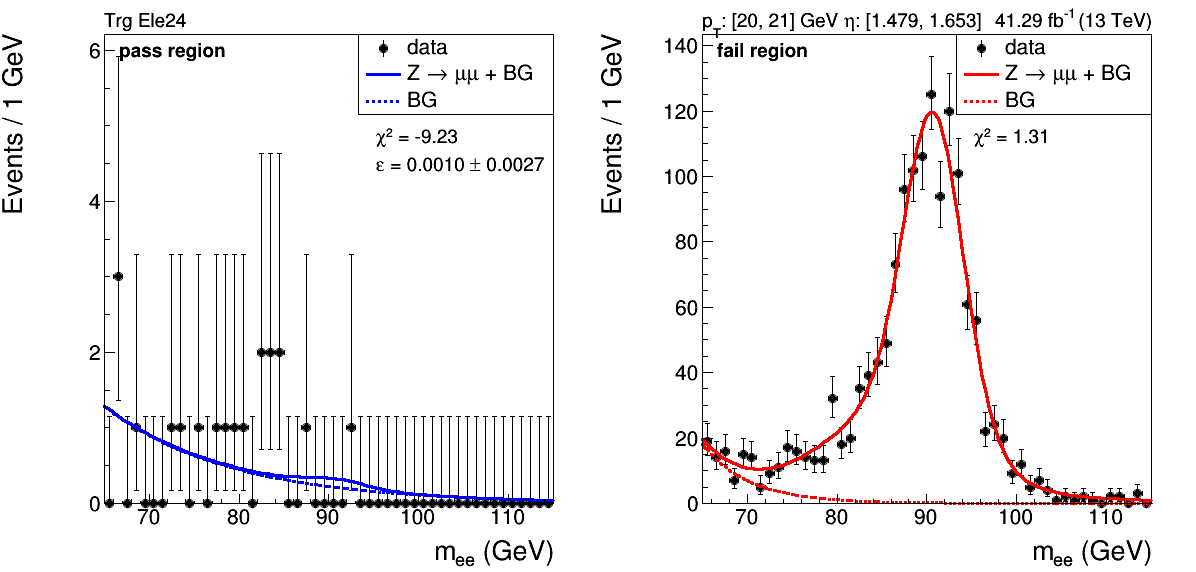 Trg Ele24
pass region
data
Z → μμ + BG
BG
χ² = -9.23
ε = 0.0010 ± 0.0027
Events / 1 GeV
6
4
2
0
70 80 90 100 110
m_ee (GeV)
p_T: [20, 21] GeV η: [1.479, 1.653] 41.29 fb⁻¹ (13 TeV)
fail region
data
Z → μμ + BG
BG
χ² = 1.31
Events / 1 GeV
140
120
100
80
60
40
20
0
70 80 90 100 110
m_ee (GeV)